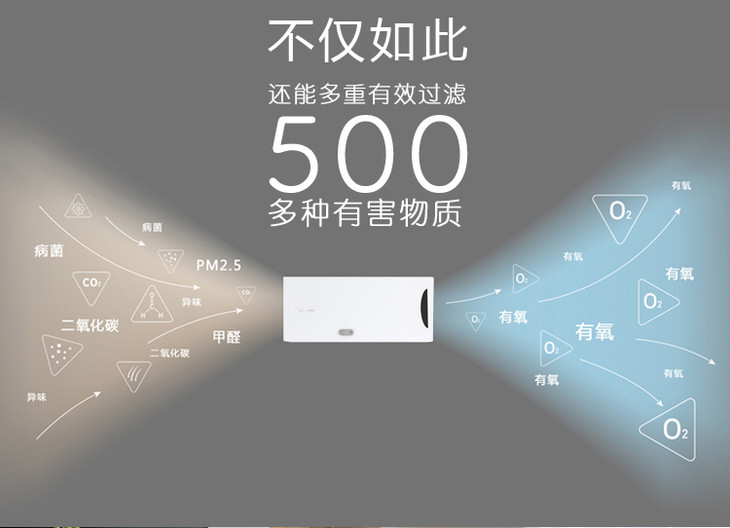 不仅如此
还能多重有效过滤
500
多种有害物质
病菌
病菌
PM2.5
CO2
CO2
异味
二氧化碳
甲醛
二氧化碳
异味
有氧
O2
有氧
O2
有氧
O2
O2
有氧
有氧
O2
有氧
有氧
O2